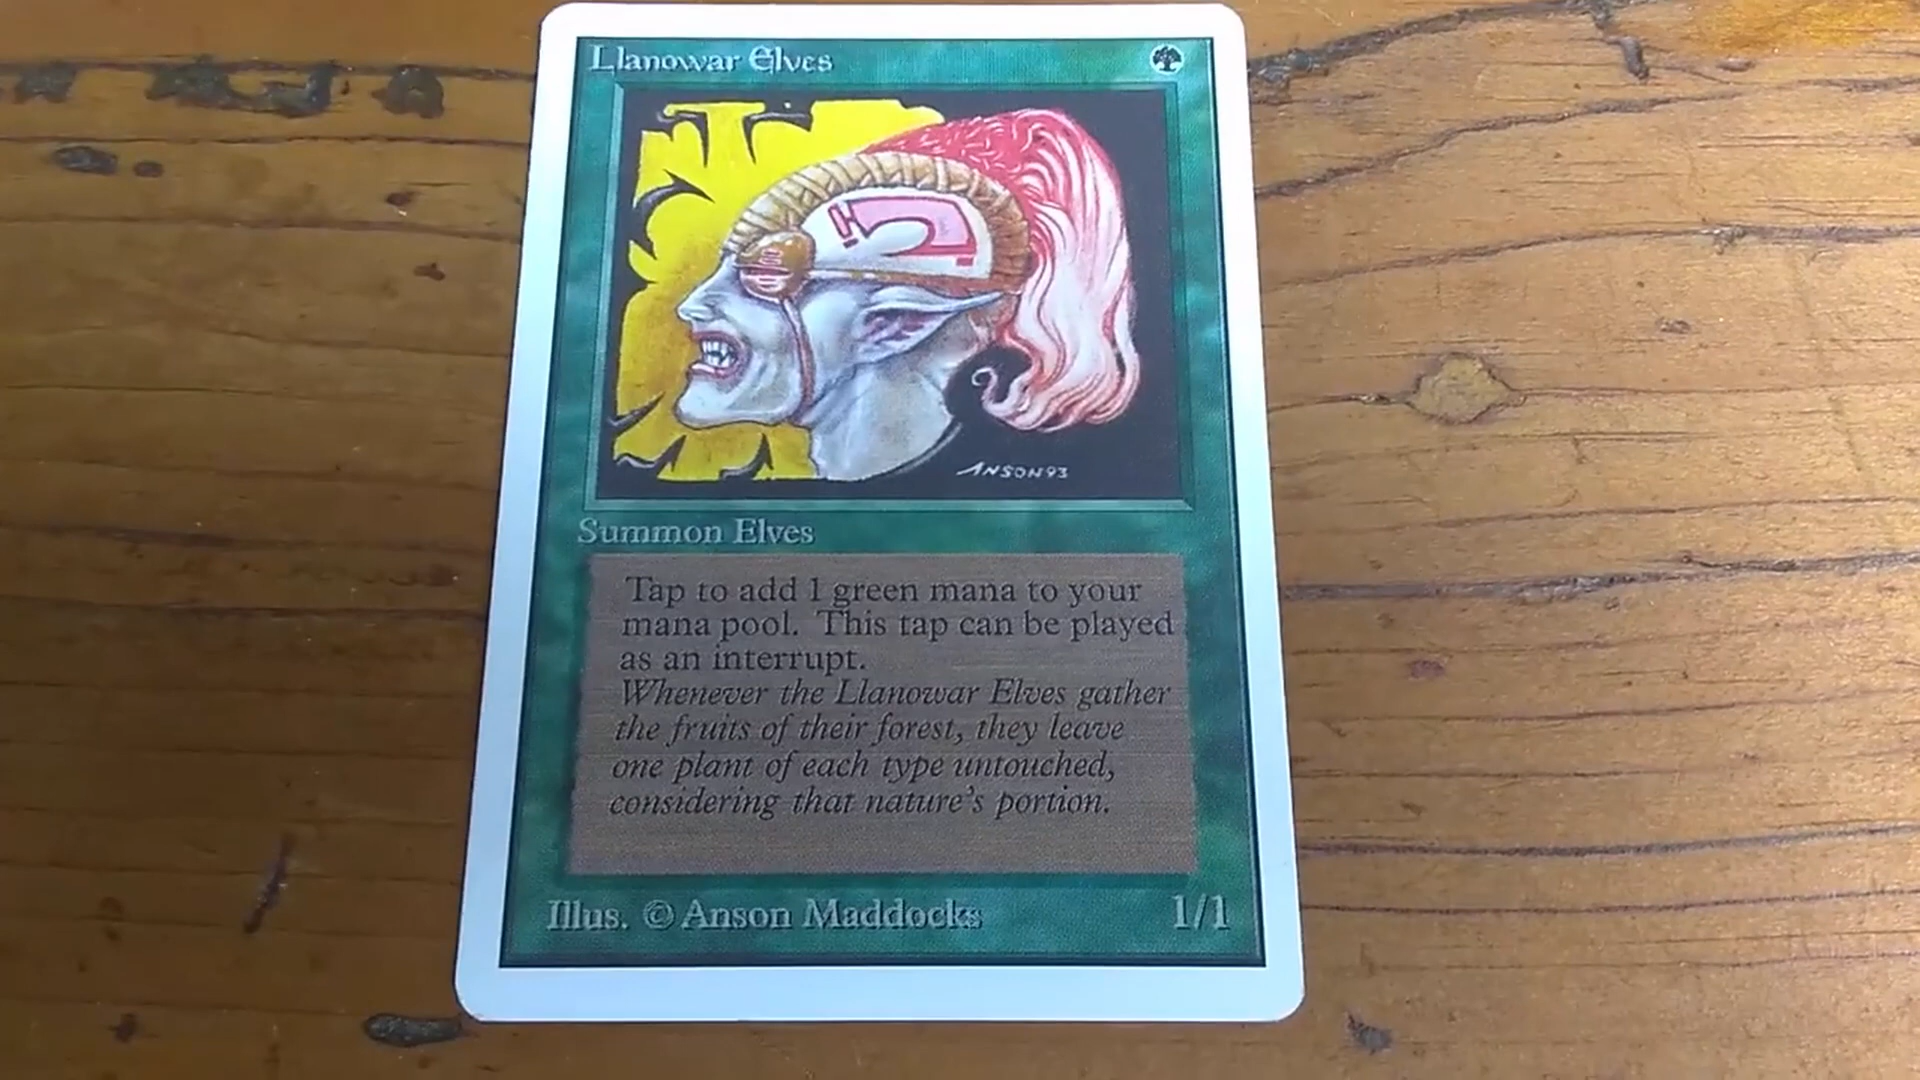 Llanowar Elves
ANSON93
Summon Elves
Tap to add 1 green mana to your
mana pool. This tap can be played
as an interrupt.
Whenever the Llanowar Elves gather
the fruits of their forest, they leave
one plant of each type untouched,
considering that nature's portion.
Illus. © Anson Maddocks 1/1